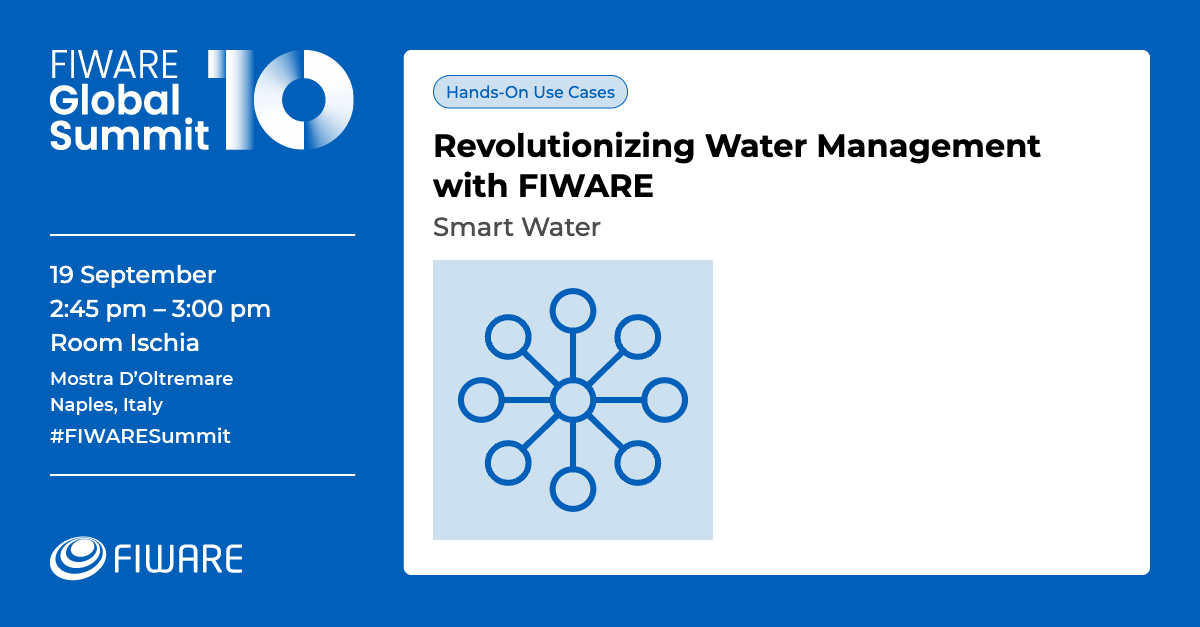 FIWARE
Global
Summit
10
19 September
2:45 pm – 3:00 pm
Room Ischia
Mostra D’Oltremare
Naples, Italy
#FIWARESummit
FIWARE
Hands-On Use Cases
Revolutionizing Water Management
with FIWARE
Smart Water